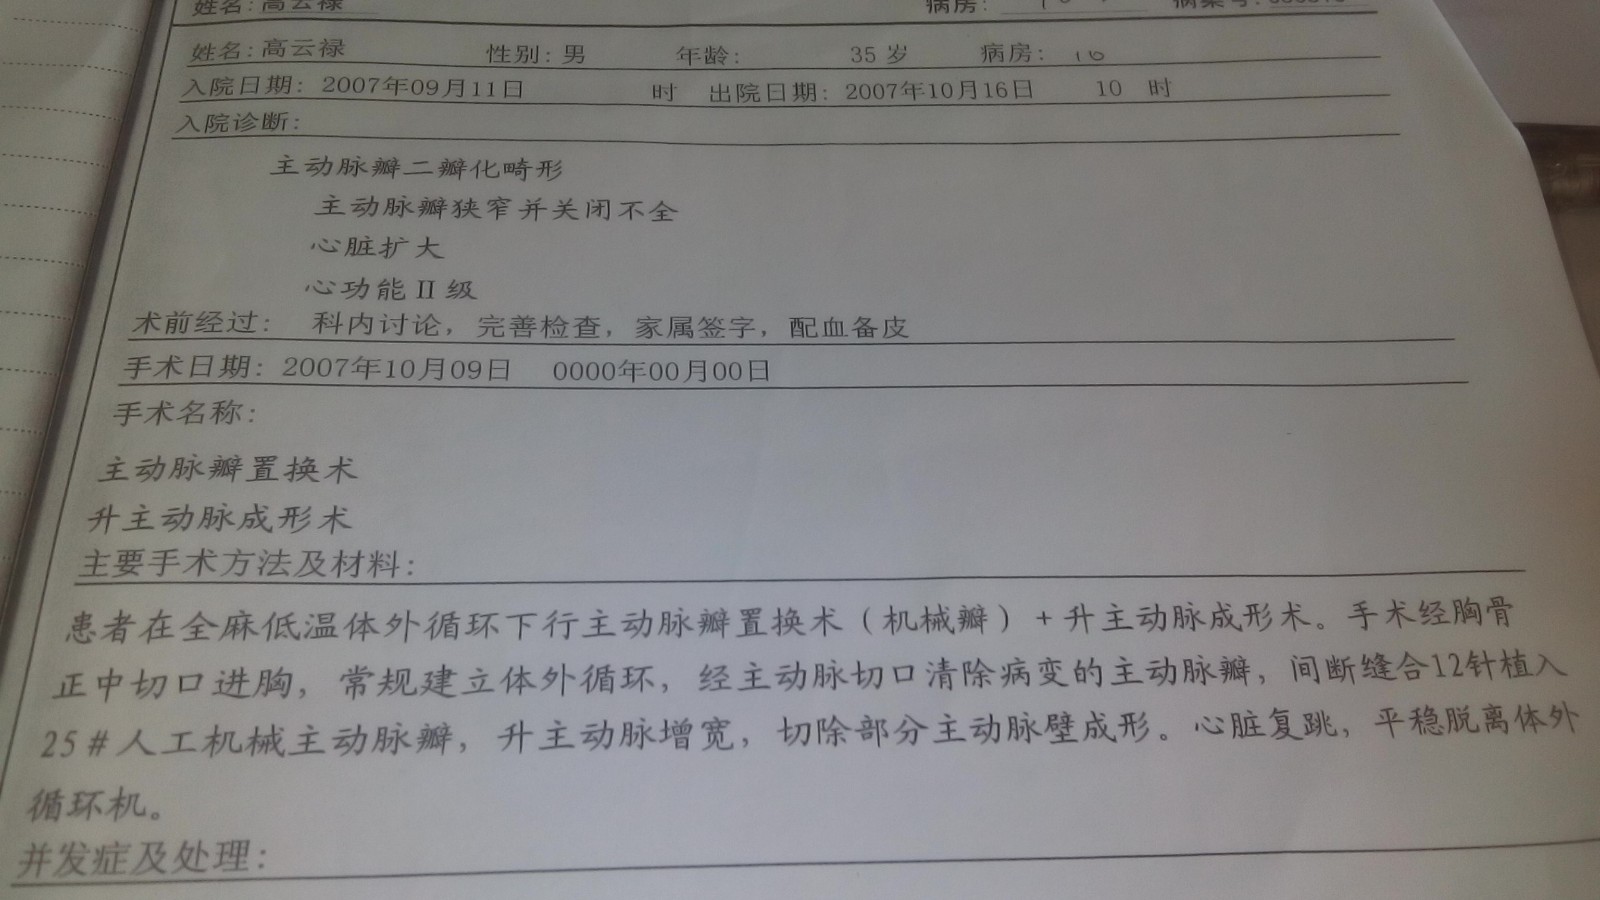 姓名:高云禄 病房: 病案号:
姓名:高云禄 性别:男 年龄: 35 岁 病房: 10
入院日期: 2007年09月11日 时 出院日期: 2007年10月16日 10 时
入院诊断:
主动脉瓣二瓣化畸形
主动脉瓣狭窄并关闭不全
心脏扩大
心功能 II 级
术前经过: 科内讨论，完善检查，家属签字，配血备皮
手术日期: 2007年10月09日 0000年00月00日
手术名称:
主动脉瓣置换术
升主动脉成形术
主要手术方法及材料:
患者在全麻低温体外循环下行主动脉瓣置换术（机械瓣）+升主动脉成形术。手术经胸骨
正中切口进胸，常规建立体外循环，经主动脉切口清除病变的主动脉瓣，间断缝合12针植入
25#人工机械主动脉瓣，升主动脉增宽，切除部分主动脉壁成形。心脏复跳，平稳脱离体外
循环机。
并发症及处理: